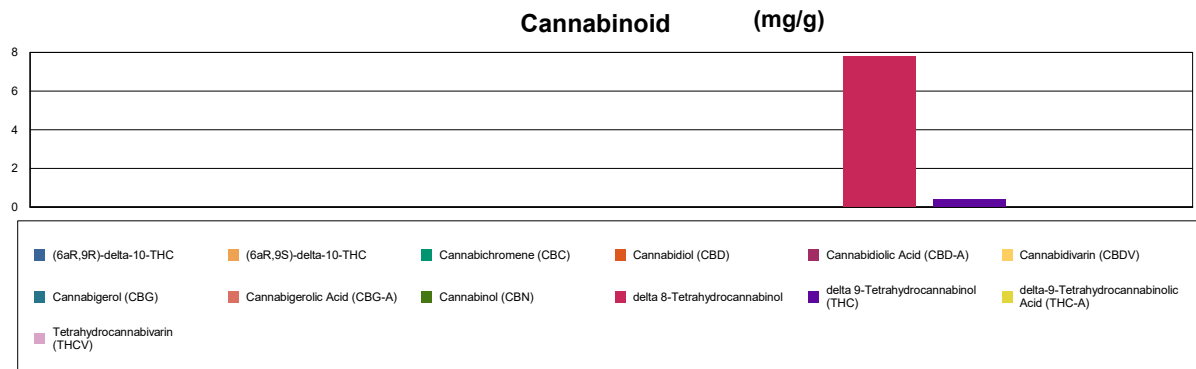 Cannabinoid (mg/g)
8
6
4
2
0
(6aR,9R)-delta-10-THC
(6aR,9S)-delta-10-THC
Cannabichromene (CBC)
Cannabidiol (CBD)
Cannabidiolic Acid (CBD-A)
Cannabidivarin (CBDV)
Cannabigerol (CBG)
Cannabigerolic Acid (CBG-A)
Cannabinol (CBN)
delta 8-Tetrahydrocannabinol
delta 9-Tetrahydrocannabinol
(THC)
delta-9-Tetrahydrocannabinolic
Acid (THC-A)
Tetrahydrocannabivarin
(THCV)